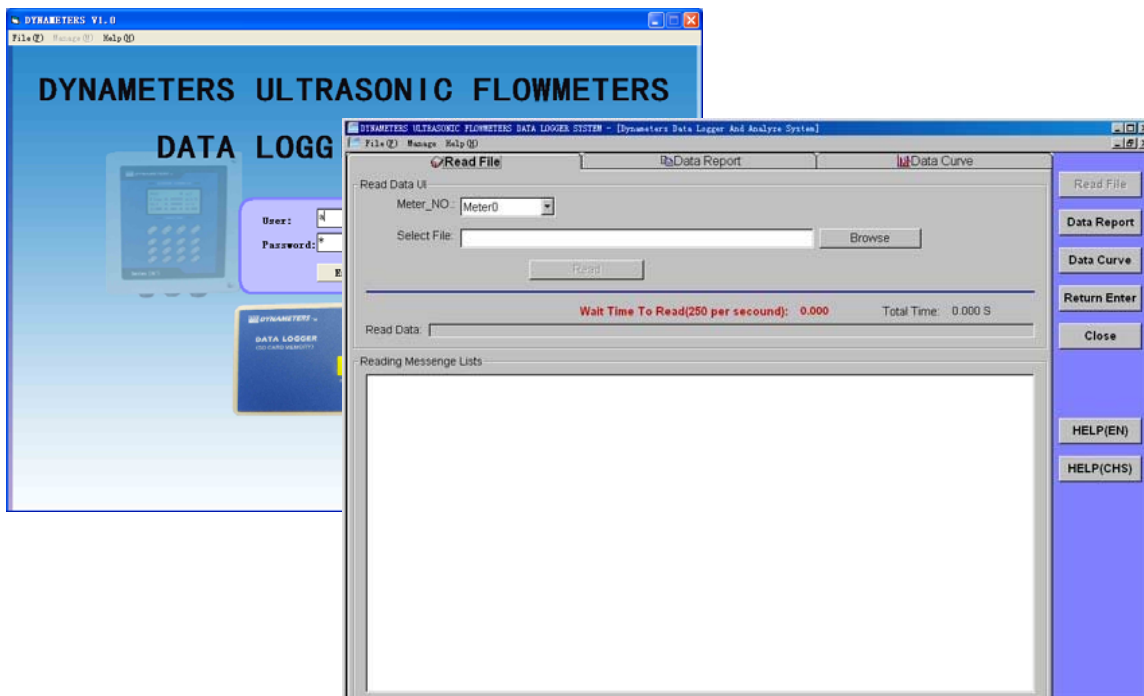 DYNAMETERS V1.0
File(F) Manage(M) Help(H)
DYNAMETERS ULTRASONIC FLOWMETERS
DATA LOGG
User: a
Password: *
E
DYNAMETERS
DATA LOGGER
(SD CARD MEMORY)
DYNAMETERS ULTRASONIC FLOWMETERS DATA LOGGER SYSTEM - [Dynameters Data Logger And Analyze System]
File(F) Manage Help(H)
Read File Data Report Data Curve
Read Data UI
Meter_NO.: Meter0
Select File: Browse
Read
Wait Time To Read(250 per secound): 0.000 Total Time: 0.000 S
Read Data:
Reading Messenge Lists
Read File
Data Report
Data Curve
Return Enter
Close
HELP(EN)
HELP(CHS)